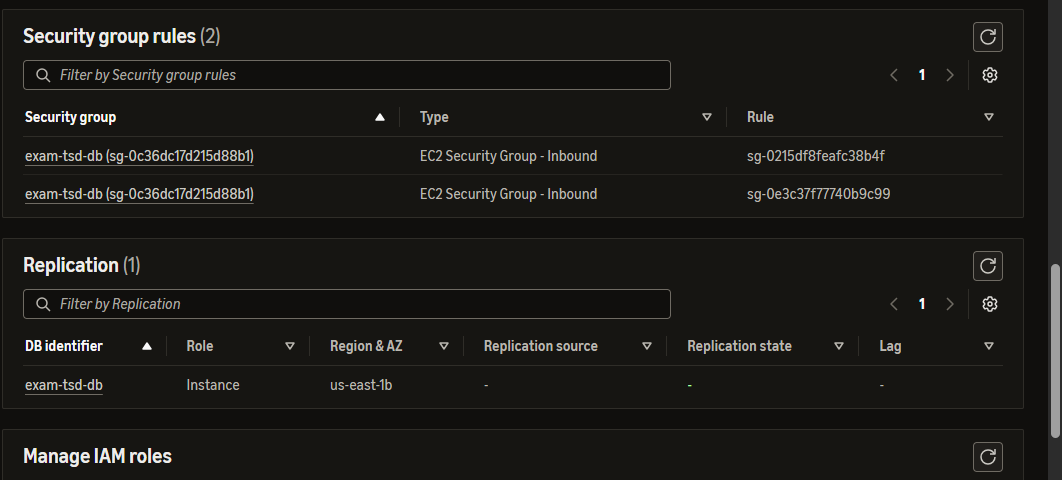 Security group rules (2)
Filter by Security group rules
1
Security group Type Rule
exam-tsd-db (sg-0c36dc17d215d88b1) EC2 Security Group - Inbound sg-0215df8feafc38b4f
exam-tsd-db (sg-0c36dc17d215d88b1) EC2 Security Group - Inbound sg-0e3c37f77740b9c99
Replication (1)
Filter by Replication
1
DB identifier Role Region & AZ Replication source Replication state Lag
exam-tsd-db Instance us-east-1b - - -
Manage IAM roles